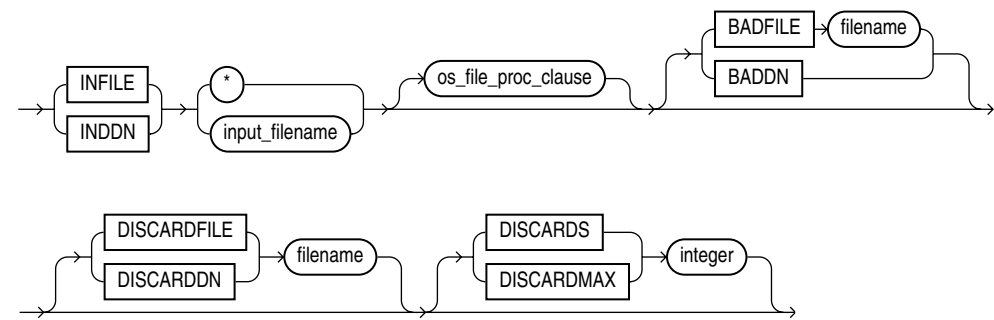 BADFILE filename
INFILE * os_file_proc_clause BADDN
INDDN input_filename
DISCARDFILE DISCARDS
filename integer
DISCARDDN DISCARDMAX